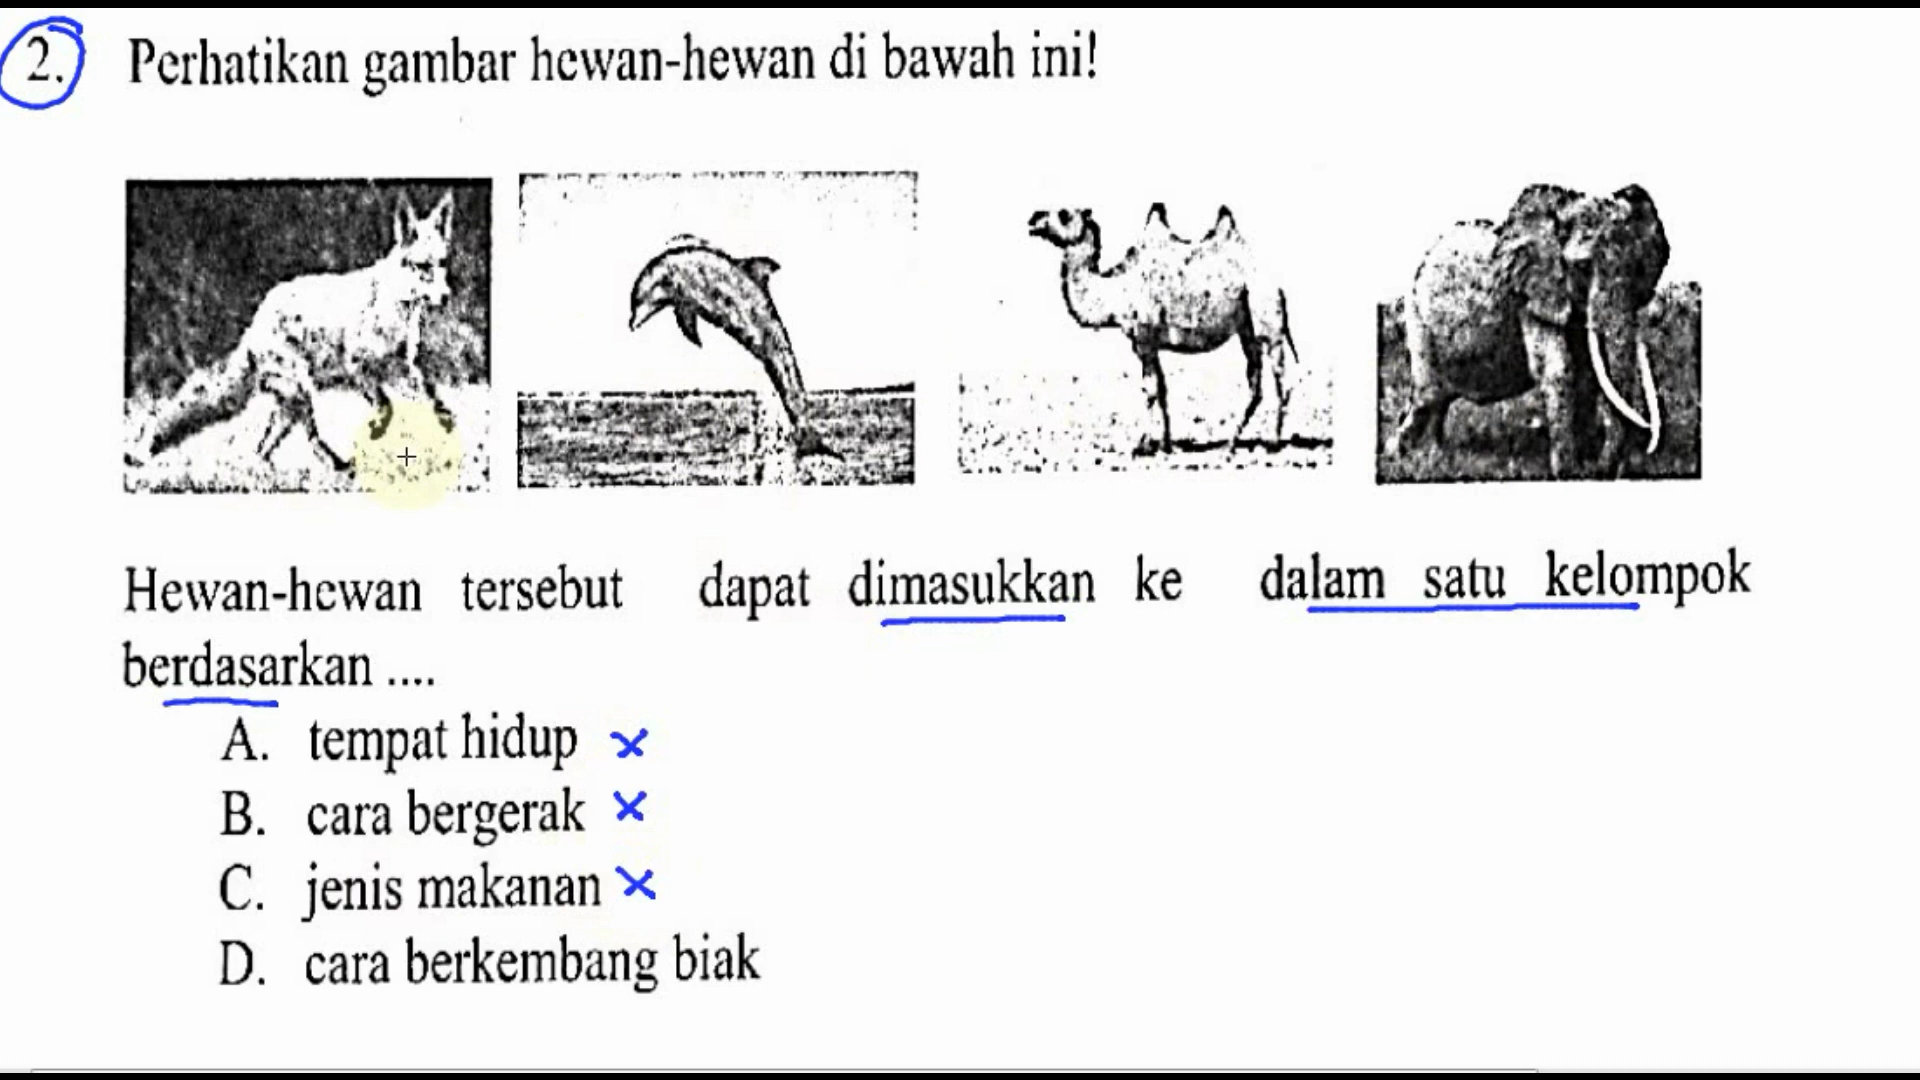 2. Perhatikan gambar hewan-hewan di bawah ini!
Hewan-hewan tersebut dapat dimasukkan ke dalam satu kelompok
berdasarkan ....
A. tempat hidup ×
B. cara bergerak ×
C. jenis makanan ×
D. cara berkembang biak